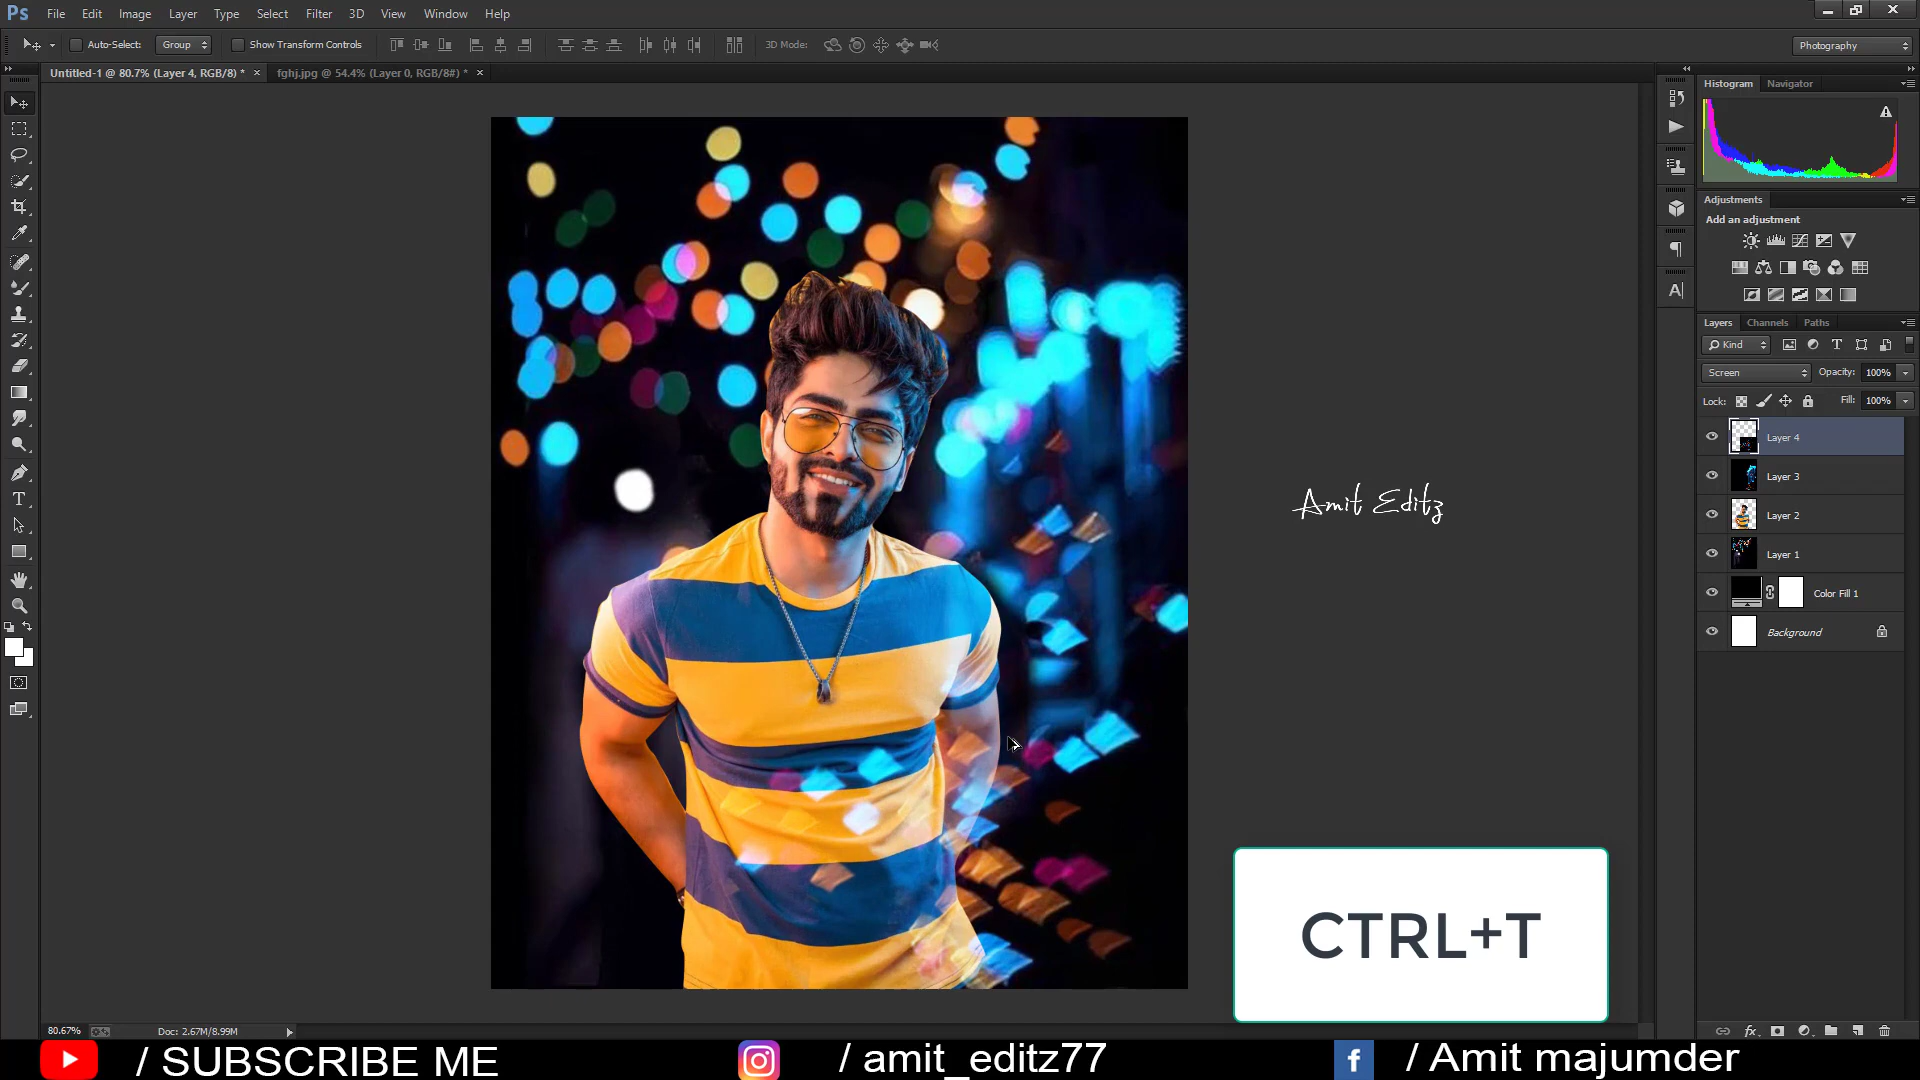 Ps File Edit Image Layer Type Select Filter 3D View Window Help
Auto-Select: Group Show Transform Controls 3D Mode: Photography
Untitled-1 @ 80.7% (Layer 4, RGB/8) * × fghj.jpg @ 54.4% (Layer 0, RGB/8#) * ×
Histogram Navigator
Adjustments
Add an adjustment
Layers Channels Paths
Kind
Screen Opacity: 100%
Lock: Fill: 100%
Layer 4
Layer 3
Layer 2
Layer 1
Color Fill 1
Background
Amit Editz
CTRL+T
80.67% Doc: 2.67M/8.99M
/ SUBSCRIBE ME / amit_editz77 / Amit majumder